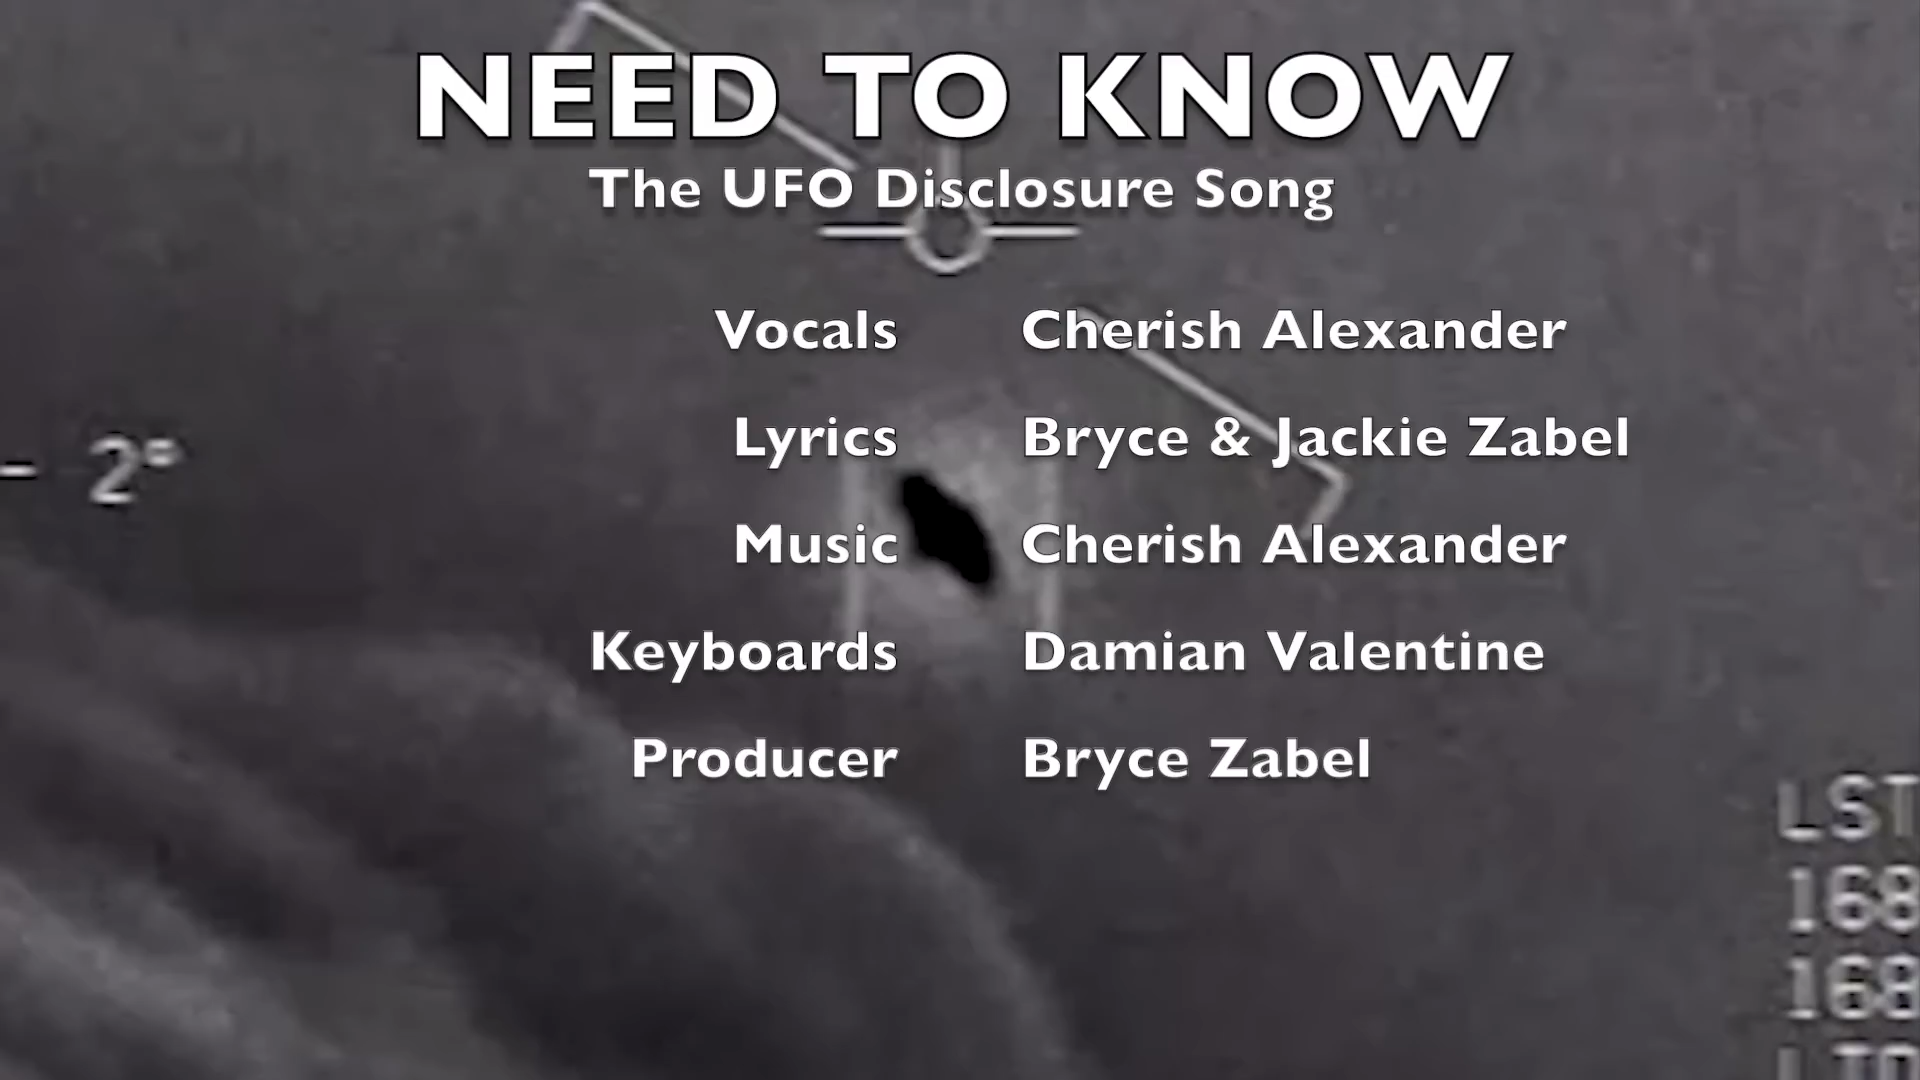 NEED TO KNOW
The UFO Disclosure Song
Vocals Cherish Alexander
Lyrics Bryce & Jackie Zabel
- 2°
Music Cherish Alexander
Keyboards Damian Valentine
Producer Bryce Zabel
LST
168
168